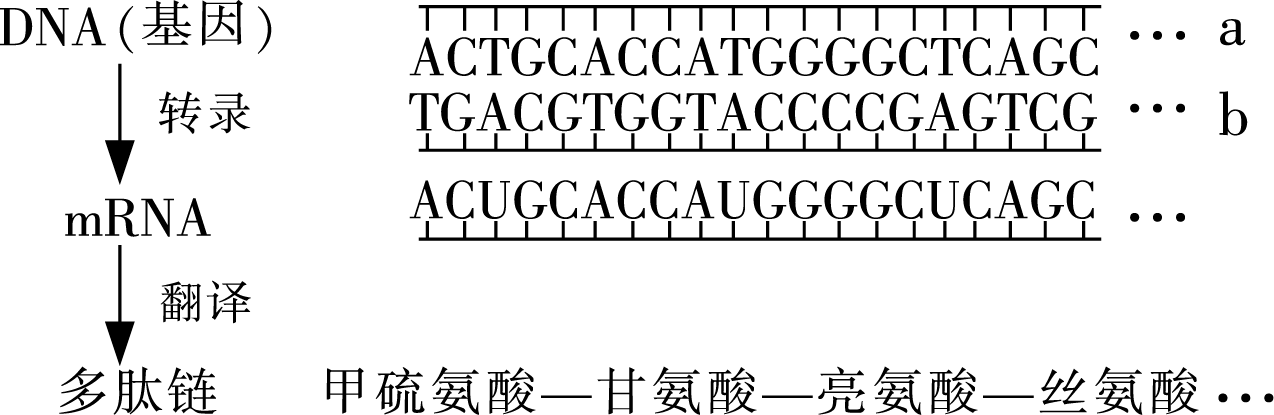 DNA(基因) ACTGCACCATGGGGCTCAGC … a
转录 TGACGTGGTACCCCGAGTCG … b
mRNA ACUGCACCAUGGGGCUCAGC …
翻译
多肽链 甲硫氨酸—甘氨酸—亮氨酸—丝氨酸…